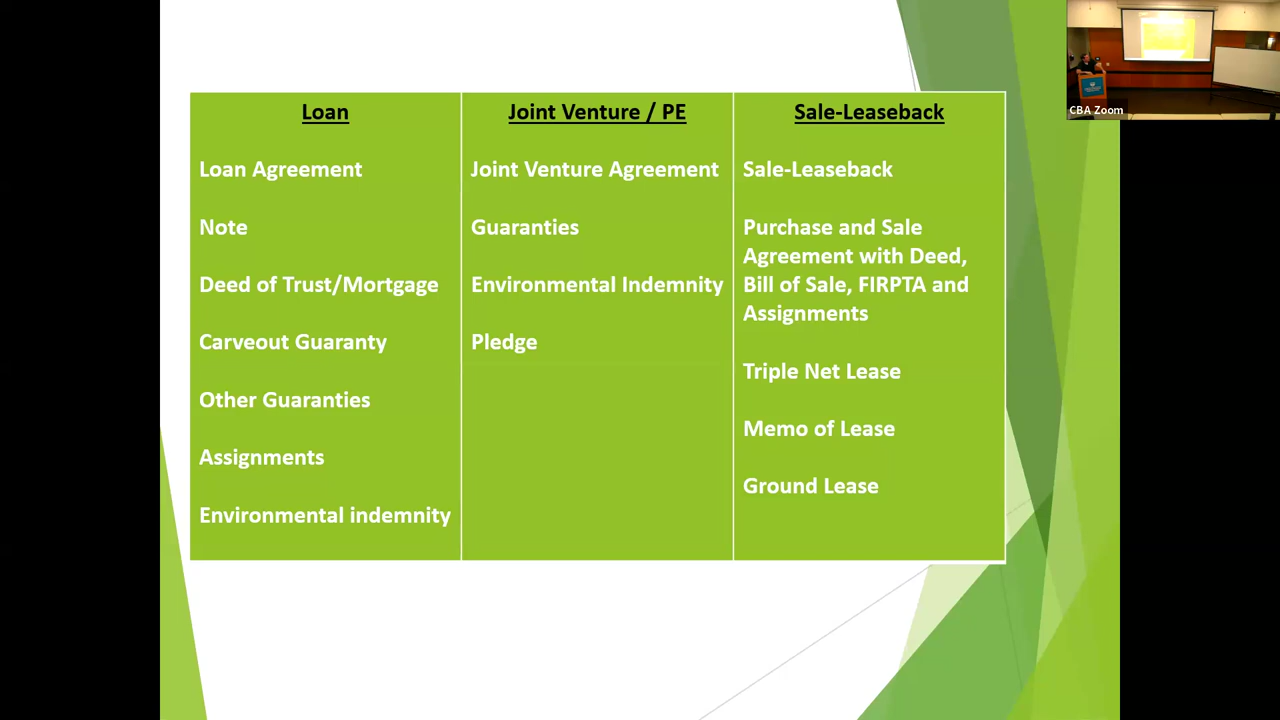 Loan
Loan Agreement
Note
Deed of Trust/Mortgage
Carveout Guaranty
Other Guaranties
Assignments
Environmental indemnity
Joint Venture / PE
Joint Venture Agreement
Guaranties
Environmental Indemnity
Pledge
Sale-Leaseback
Sale-Leaseback
Purchase and Sale
Agreement with Deed,
Bill of Sale, FIRPTA and
Assignments
Triple Net Lease
Memo of Lease
Ground Lease
CBA Zoom